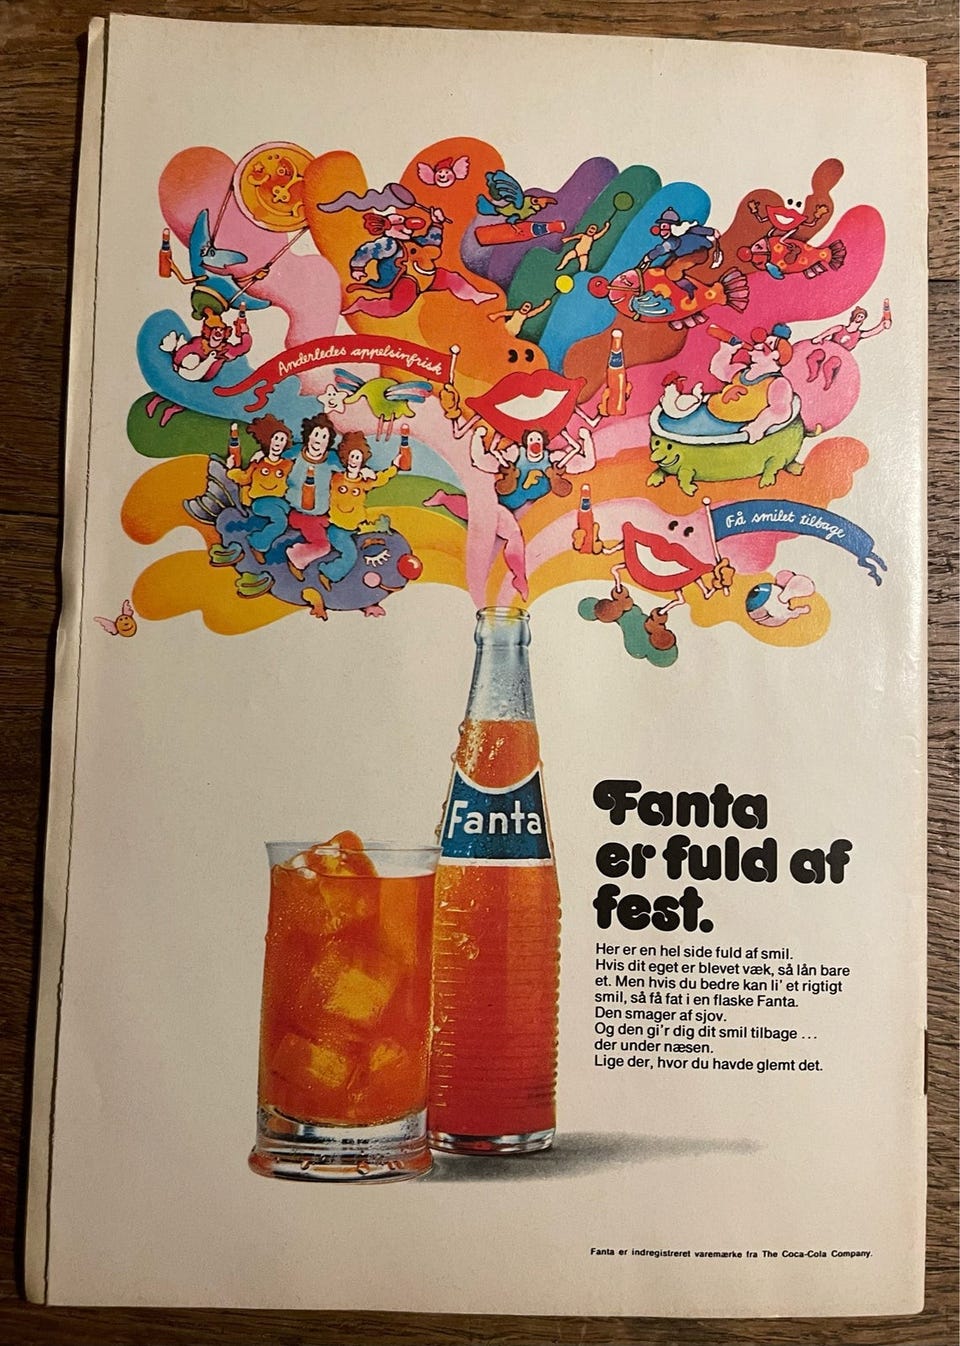 Anderledes appelsinfrisk
Få smilet tilbage
Fanta
Fanta
er fuld af
fest.
Her er en hel side fuld af smil.
Hvis dit eget er blevet væk, så lån bare
et. Men hvis du bedre kan li' et rigtigt
smil, så få fat i en flaske Fanta.
Den smager af sjov.
Og den gi'r dig dit smil tilbage ...
der under næsen.
Lige der, hvor du havde glemt det.
Fanta er indregistreret varemærke fra The Coca-Cola Company.